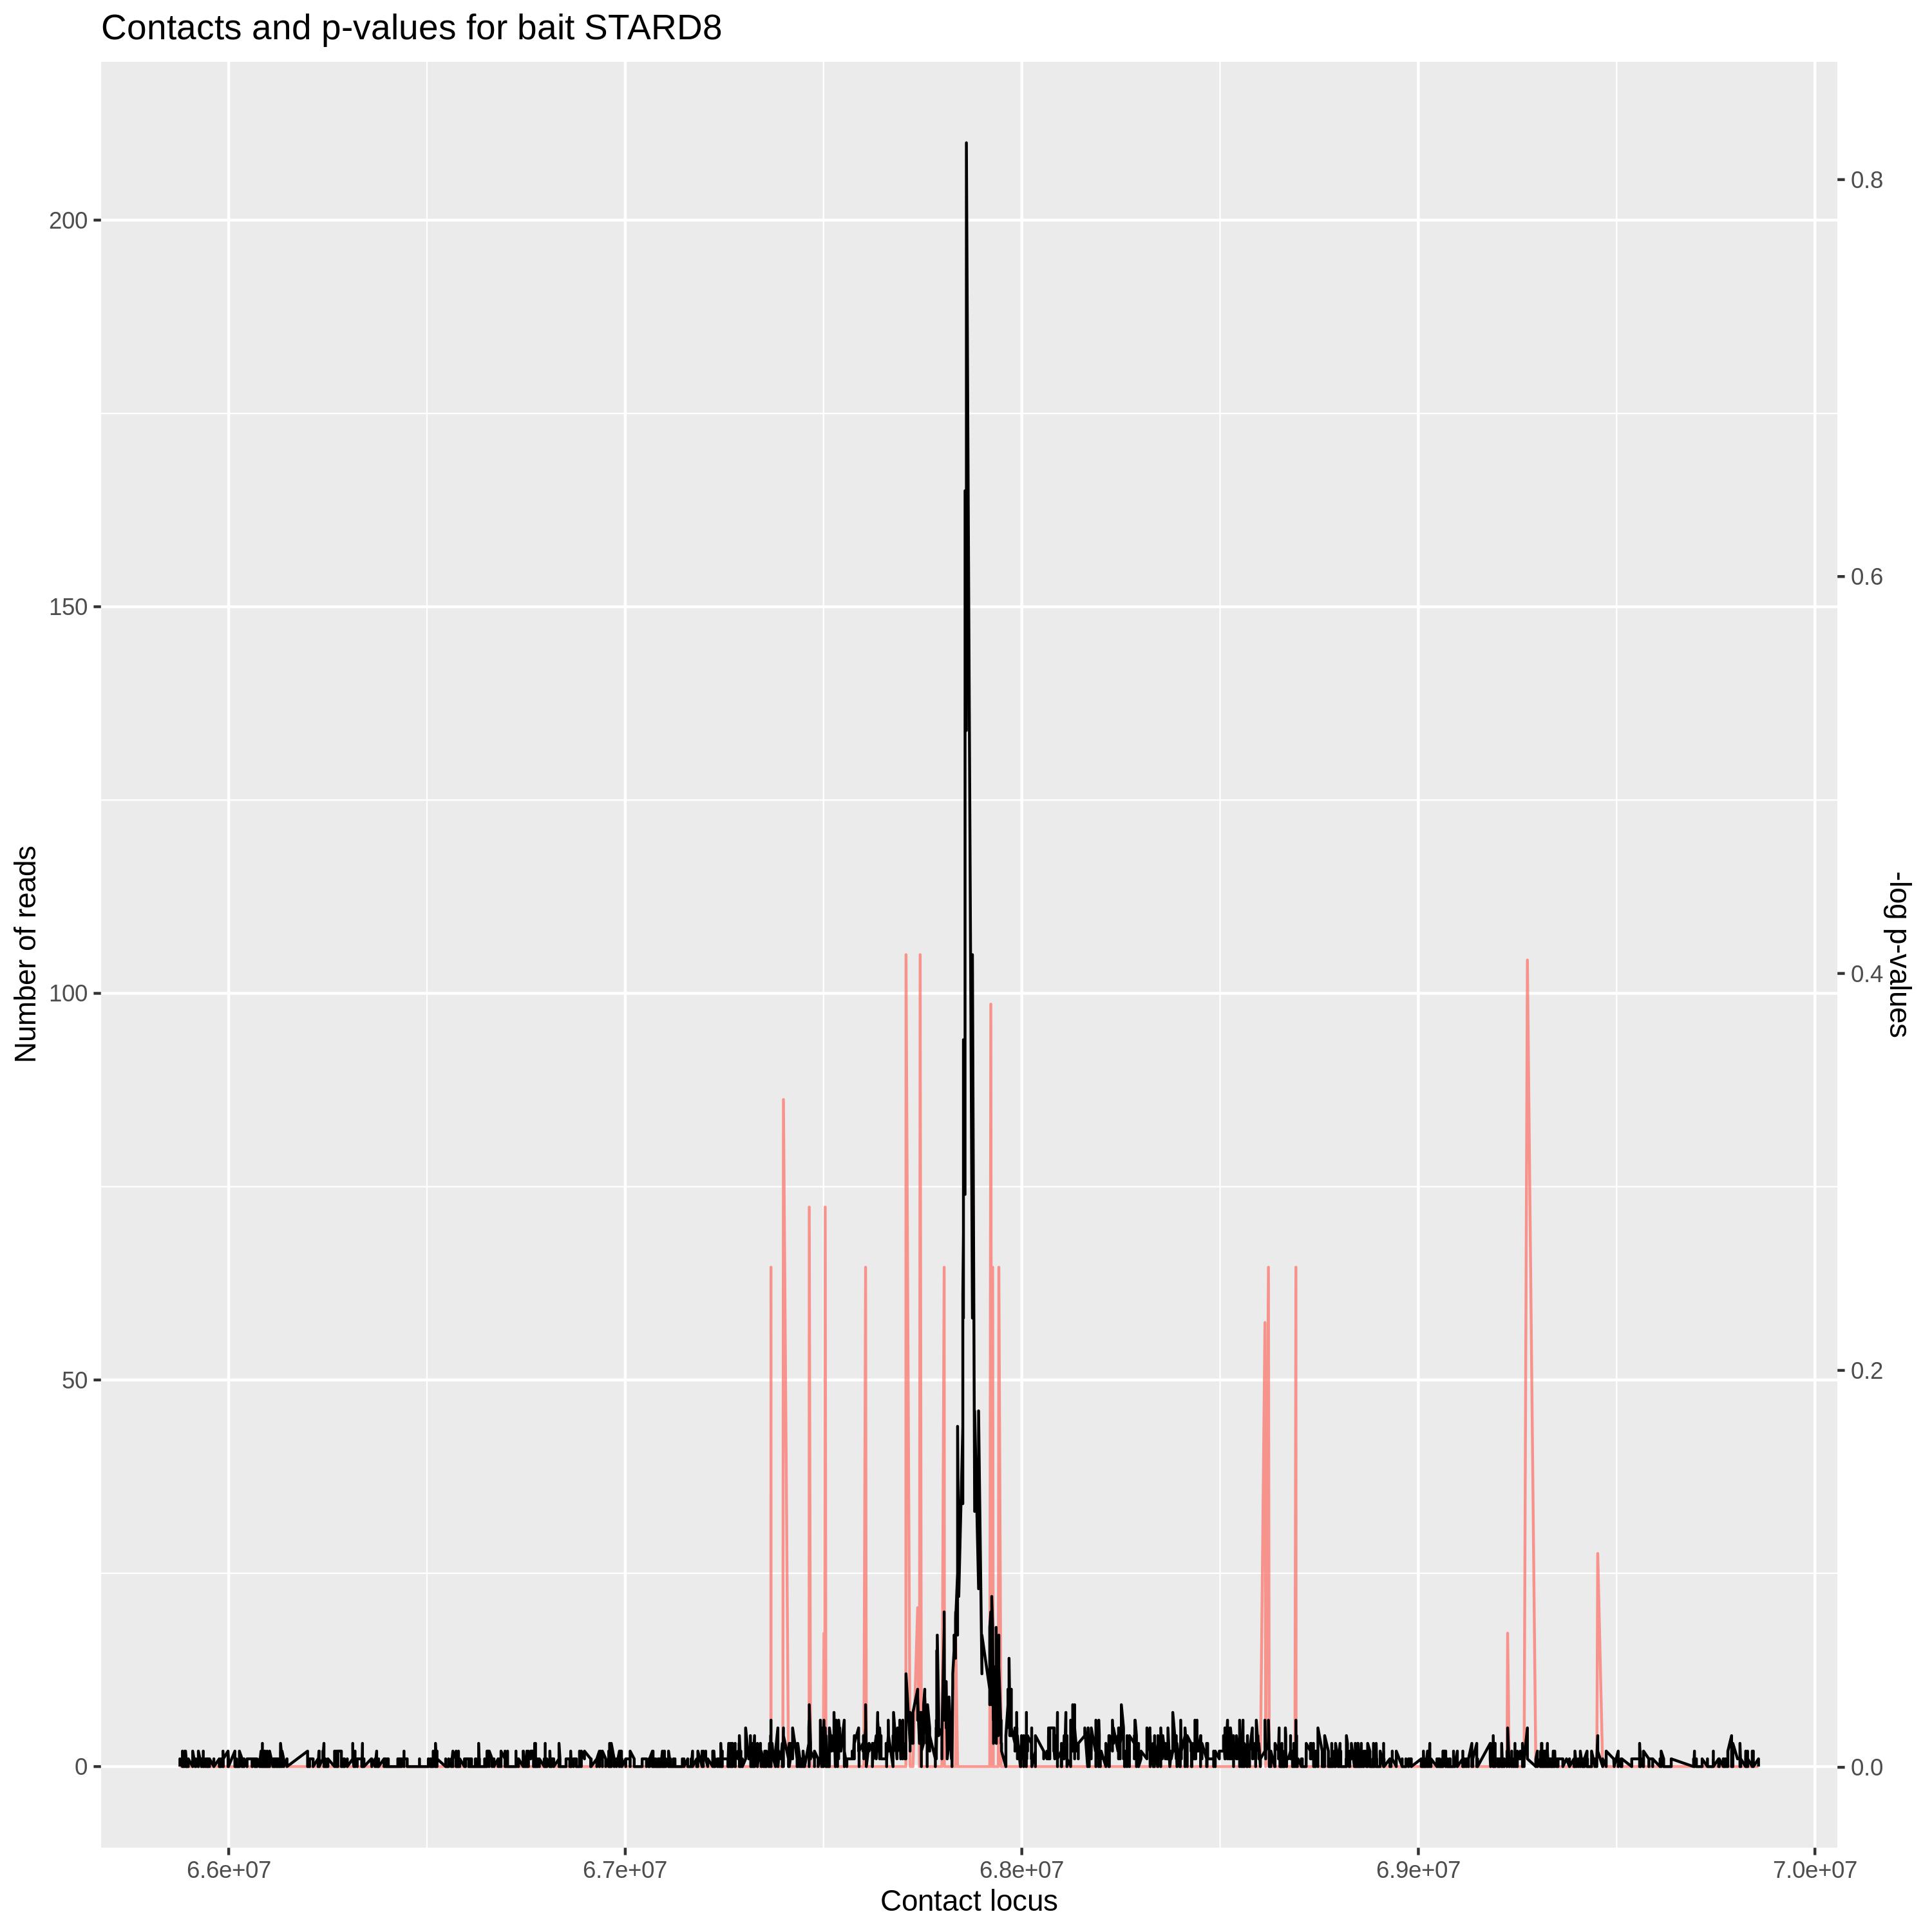 Contacts and p-values for bait STARD8
Number of reads
200
150
100
50
0
0.8
0.6
0.4
0.2
0.0
-log p-values
6.6e+07
6.7e+07
6.8e+07
6.9e+07
7.0e+07
Contact locus